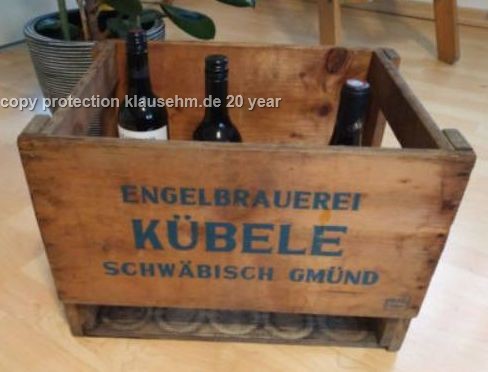 copy protection klausehm.de 20 year
ENGELBRAUEREI
KÜBELE
SCHWÄBISCH GMÜND